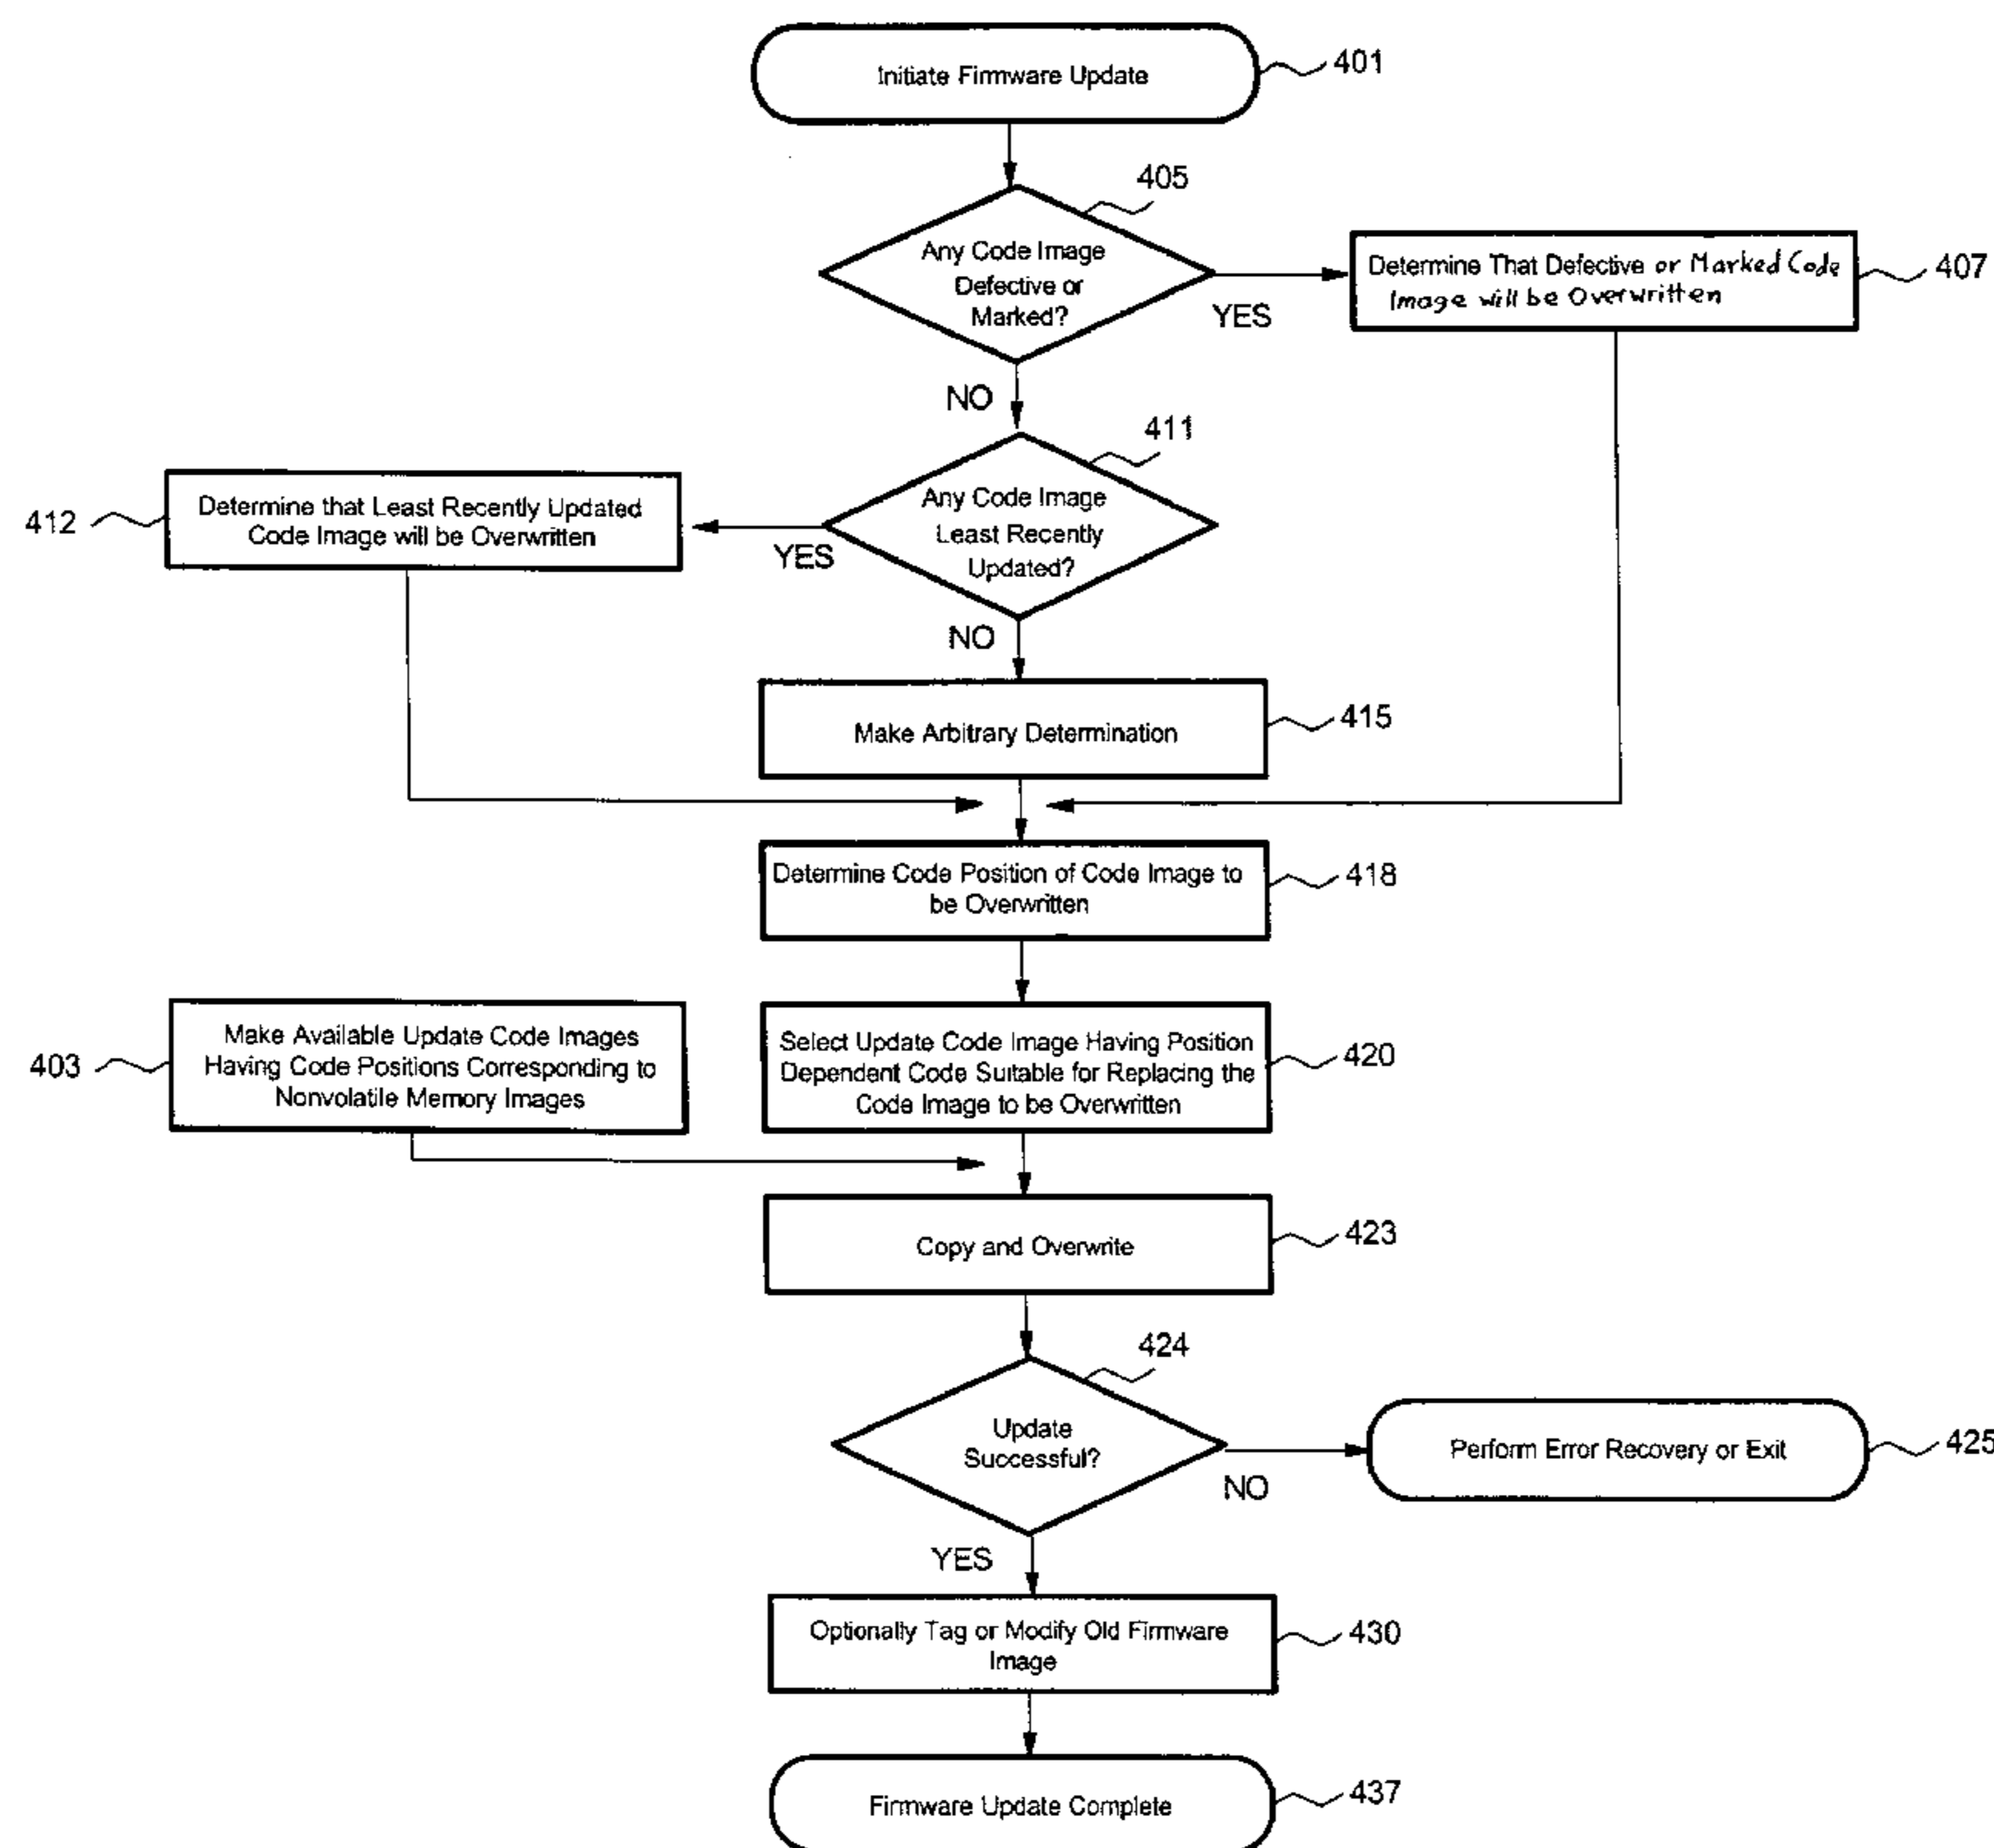 Initiate Firmware Update
401
405
Any Code Image
Defective or
Marked?
YES
Determine That Defective or Marked Code
Image will be Overwritten
407
NO
411
Any Code Image
Least Recently
Updated?
YES
Determine that Least Recently Updated
Code Image will be Overwritten
412
NO
Make Arbitrary Determination
415
Determine Code Position of Code Image to
be Overwritten
418
Make Available Update Code Images
Having Code Positions Corresponding to
Nonvolatile Memory Images
403
Select Update Code Image Having Position
Dependent Code Suitable for Replacing the
Code Image to be Overwritten
420
Copy and Overwrite
423
424
Update
Successful?
NO
Perform Error Recovery or Exit
425
YES
Optionally Tag or Modify Old Firmware
Image
430
Firmware Update Complete
437